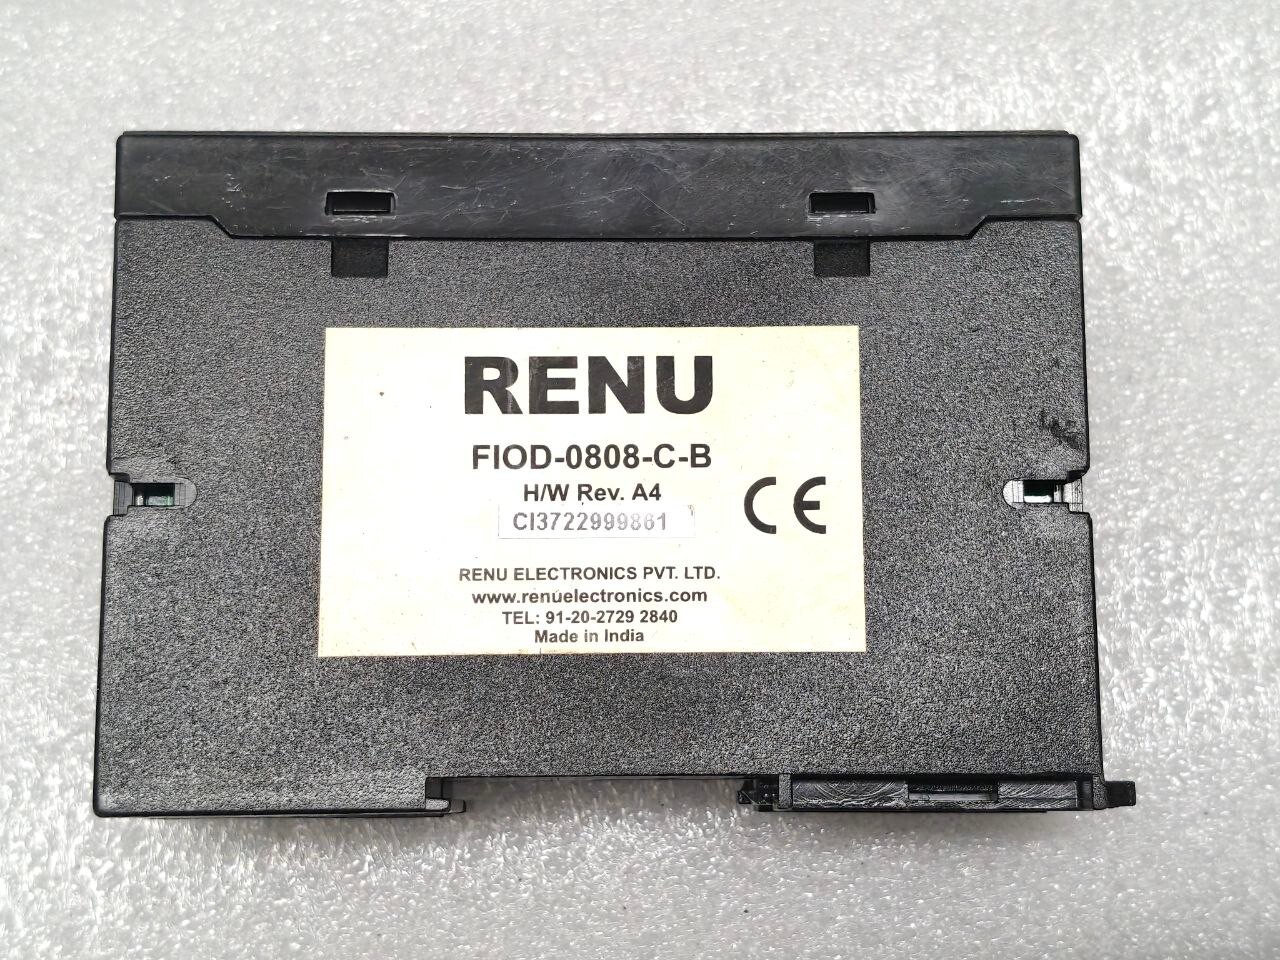 RENU
FIOD-0808-C-B
H/W Rev. A4
CI3722999861
CE
RENU ELECTRONICS PVT. LTD.
www.renuelectronics.com
TEL: 91-20-2729 2840
Made in India